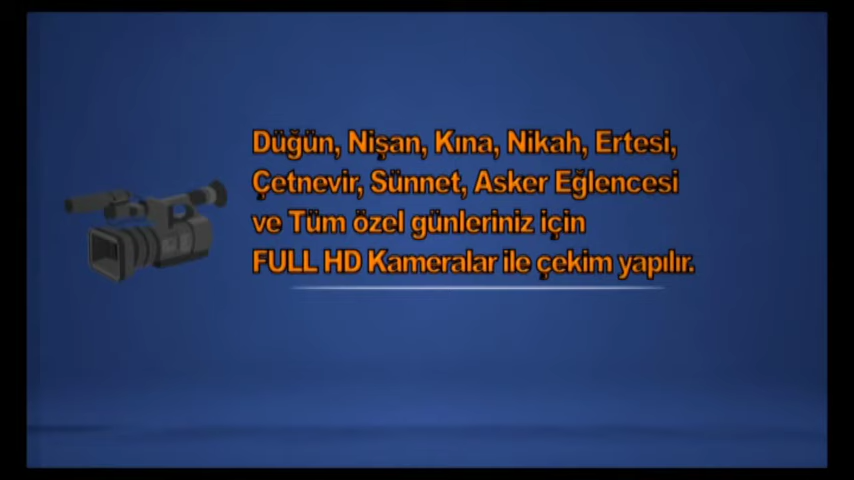 Düğün, Nişan, Kına, Nikah, Ertesi,
Çetnevir, Sünnet, Asker Eğlencesi
ve Tüm özel günleriniz için
FULL HD Kameralar ile çekim yapılır.